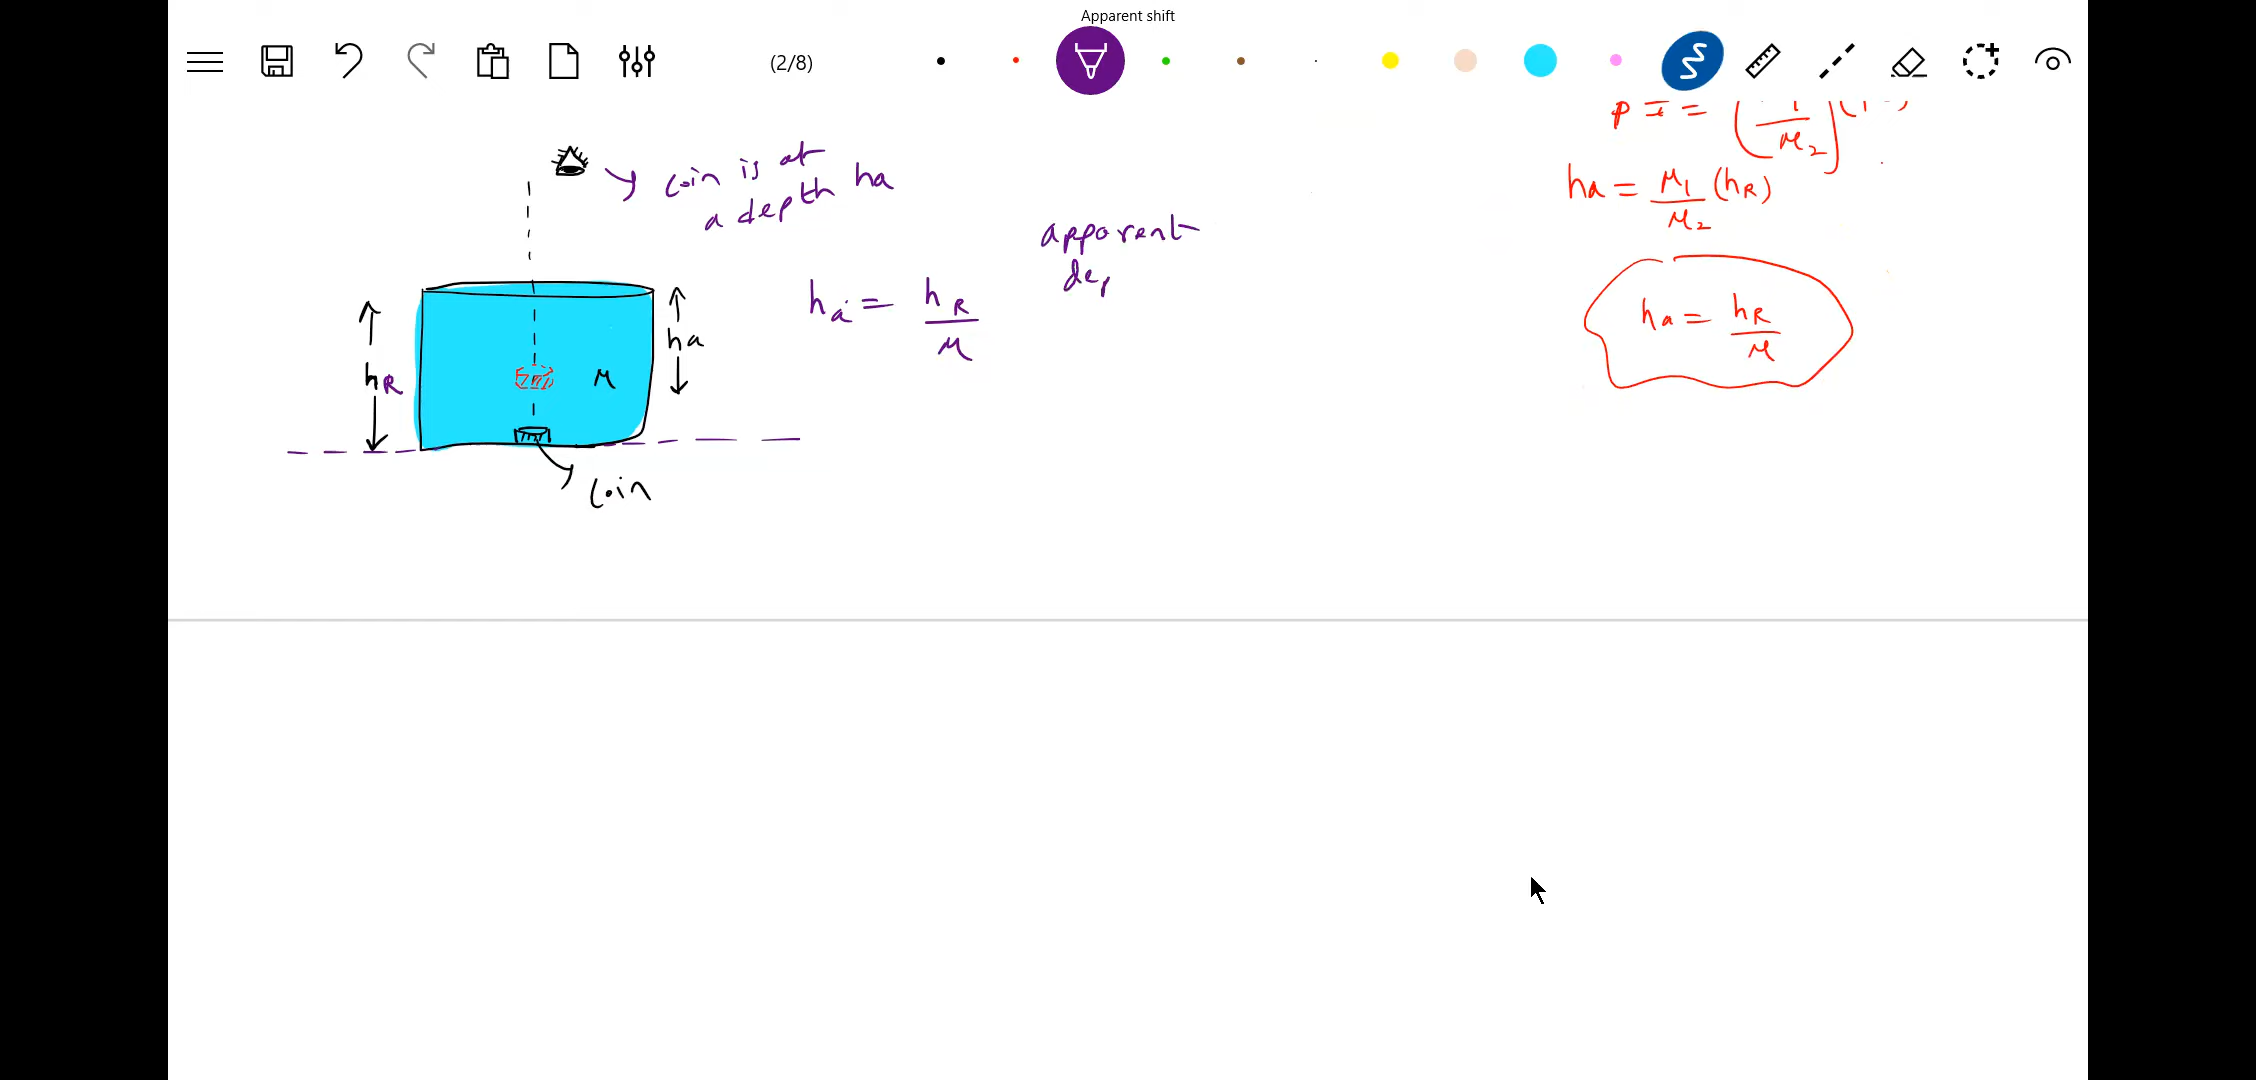 Apparent shift
(2/8)
coin is at
a depth ha
apparent
dep
ha = hR/μ
hR
ha
μ
coin
ha = μ1/μ2 (hR)
ha = hR/μ